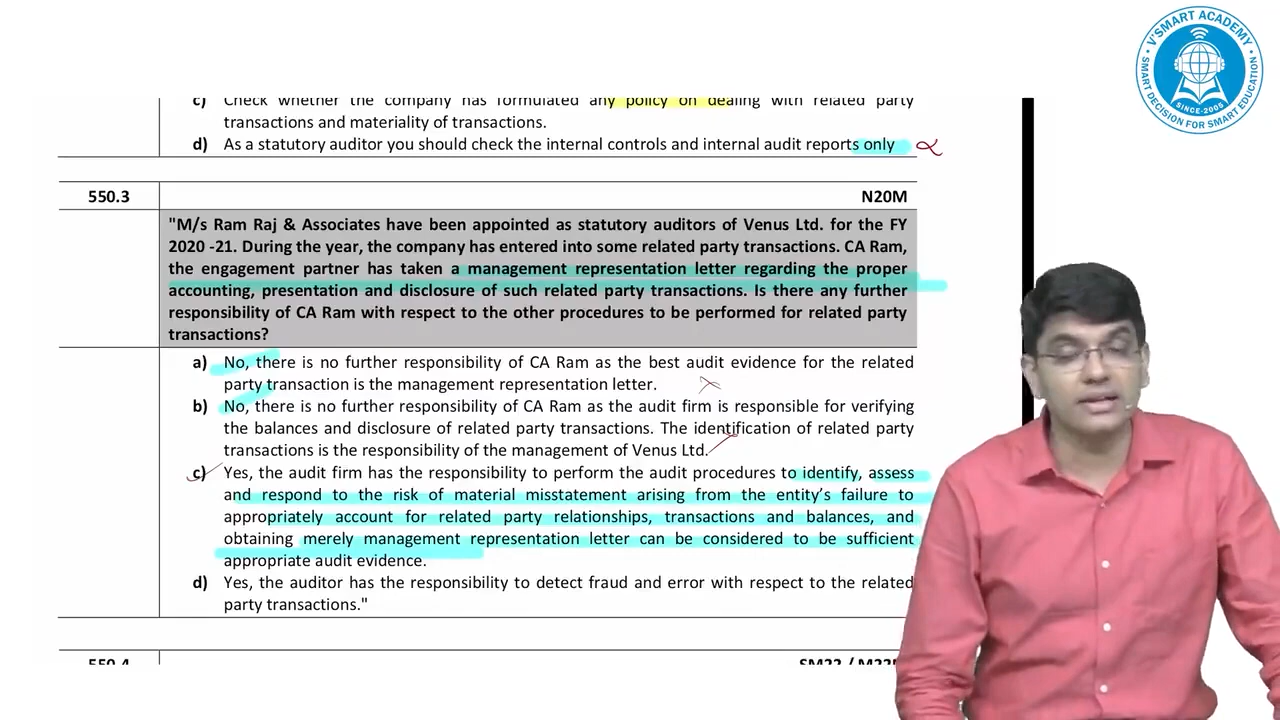 V'SMART ACADEMY
SINCE-2005
SMART DECISION FOR SMART EDUCATION
c) Check whether the company has formulated any policy on dealing with related party
transactions and materiality of transactions.
d) As a statutory auditor you should check the internal controls and internal audit reports only
550.3 N20M
"M/s Ram Raj & Associates have been appointed as statutory auditors of Venus Ltd. for the FY
2020 -21. During the year, the company has entered into some related party transactions. CA Ram,
the engagement partner has taken a management representation letter regarding the proper
accounting, presentation and disclosure of such related party transactions. Is there any further
responsibility of CA Ram with respect to the other procedures to be performed for related party
transactions?
a) No, there is no further responsibility of CA Ram as the best audit evidence for the related
party transaction is the management representation letter.
b) No, there is no further responsibility of CA Ram as the audit firm is responsible for verifying
the balances and disclosure of related party transactions. The identification of related party
transactions is the responsibility of the management of Venus Ltd.
c) Yes, the audit firm has the responsibility to perform the audit procedures to identify, assess
and respond to the risk of material misstatement arising from the entity's failure to
appropriately account for related party relationships, transactions and balances, and
obtaining merely management representation letter can be considered to be sufficient
appropriate audit evidence.
d) Yes, the auditor has the responsibility to detect fraud and error with respect to the related
party transactions."
550.4 SM22 / M22